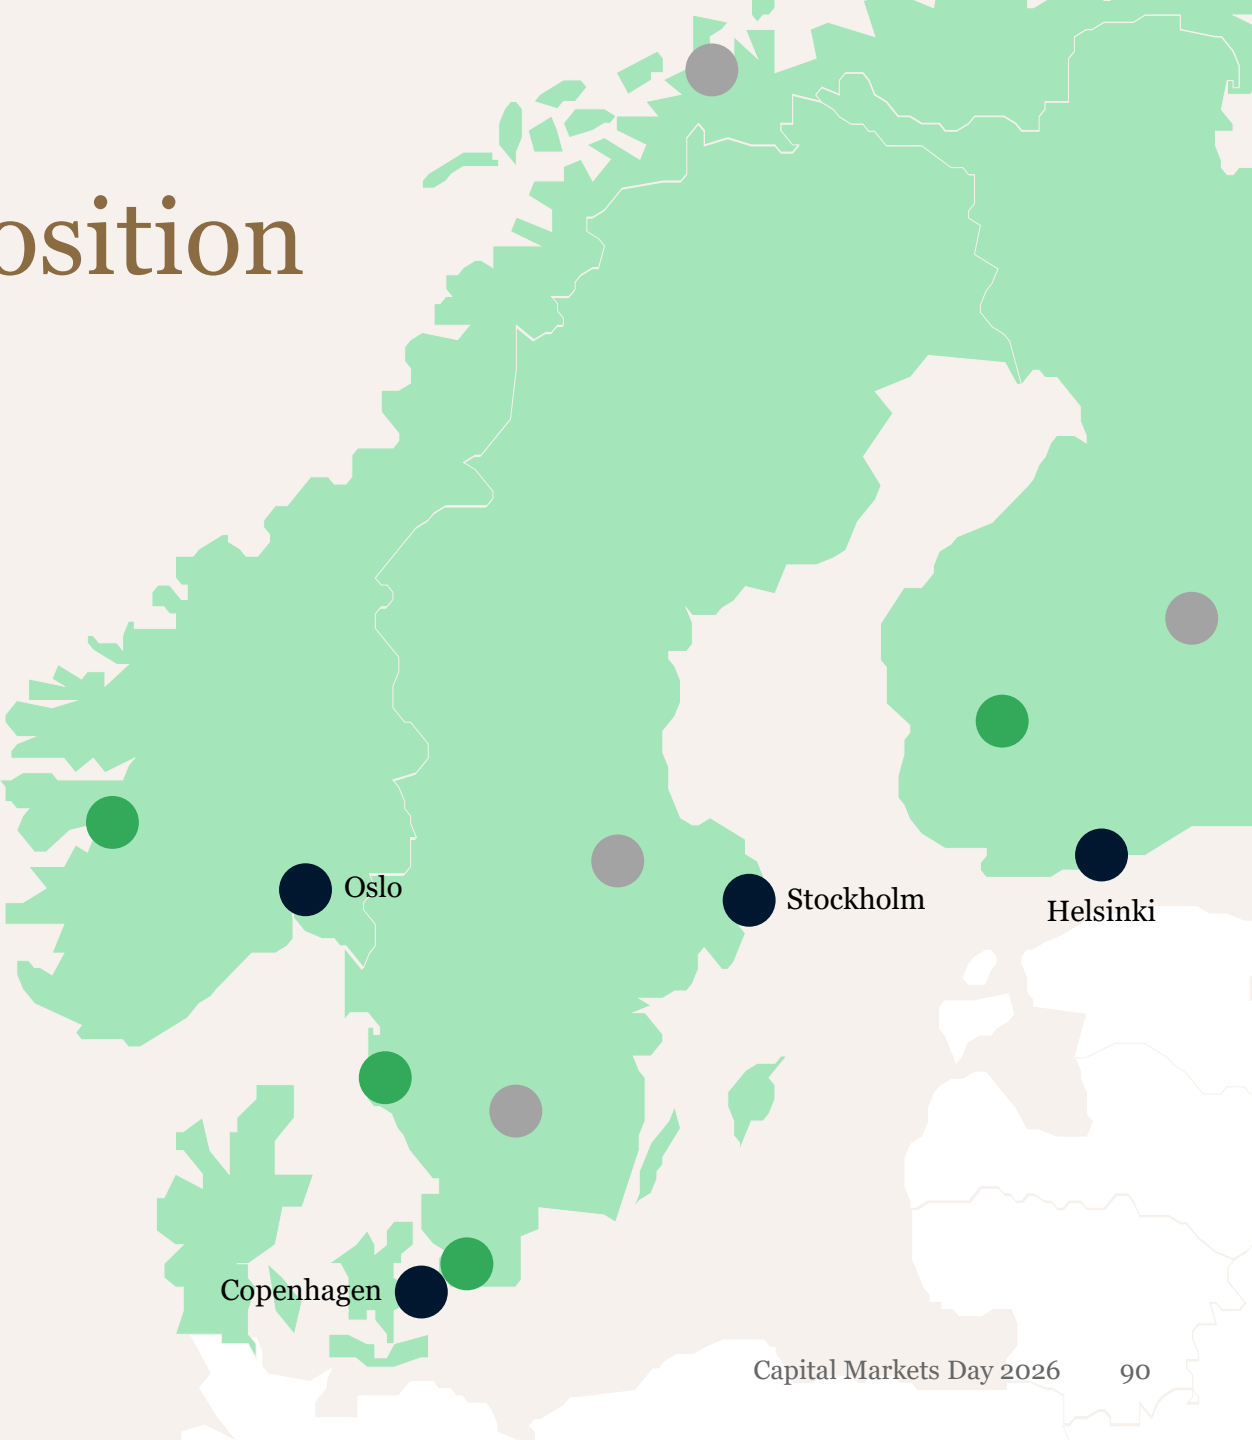 osition
Oslo
Stockholm
Helsinki
Copenhagen
Capital Markets Day 2026 90